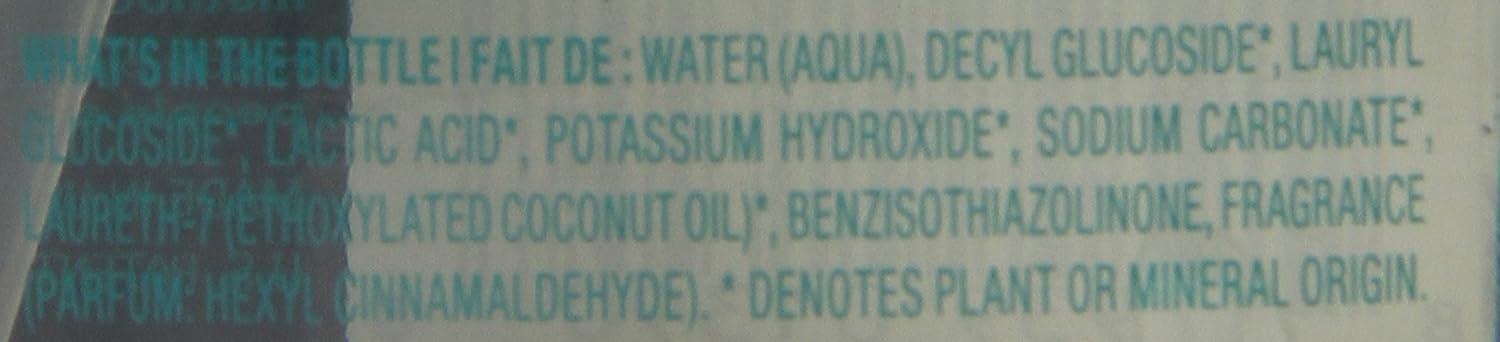 WHAT'S IN THE BOTTLE | FAIT DE : WATER (AQUA), DECYL GLUCOSIDE*, LAURYL
GLUCOSIDE*, LACTIC ACID*, POTASSIUM HYDROXIDE*, SODIUM CARBONATE*,
LAURETH-7 (ETHOXYLATED COCONUT OIL)*, BENZISOTHIAZOLINONE, FRAGRANCE
(PARFUM: HEXYL CINNAMALDEHYDE). * DENOTES PLANT OR MINERAL ORIGIN.